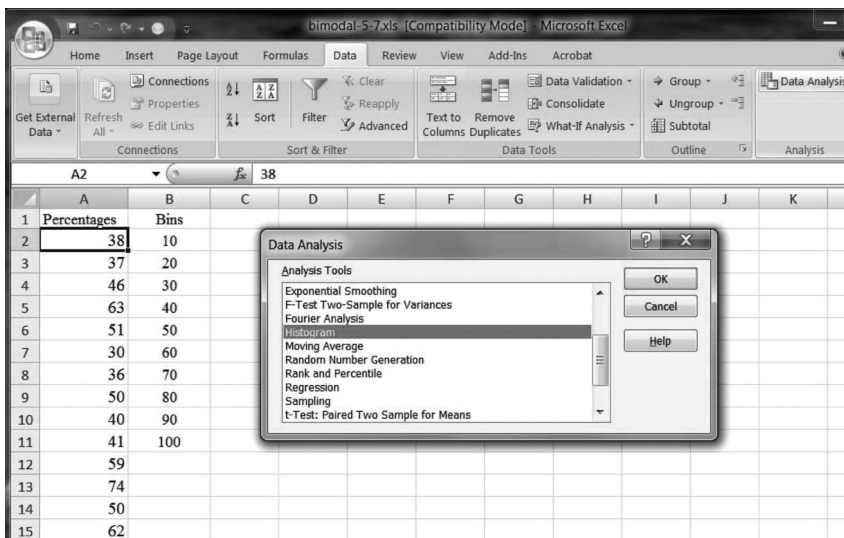 bimodal-5-7.xls [Compatibility Mode] - Microsoft Excel
Home Insert Page Layout Formulas Data Review View Add-Ins Acrobat
Get External Data
Refresh All
Connections
Properties
Edit Links
Connections
Sort
Filter
Clear
Reapply
Advanced
Sort & Filter
Text to Columns
Remove Duplicates
Data Validation
Consolidate
What-If Analysis
Data Tools
Group
Ungroup
Subtotal
Outline
Data Analysis
Analysis
A2 fx 38
A B C D E F G H I J K
1 Percentages Bins
2 38 10
3 37 20
4 46 30
5 63 40
6 51 50
7 30 60
8 36 70
9 50 80
10 40 90
11 41 100
12 59
13 74
14 50
15 62
Data Analysis ? X
Analysis Tools
Exponential Smoothing
F-Test Two-Sample for Variances
Fourier Analysis
Histogram
Moving Average
Random Number Generation
Rank and Percentile
Regression
Sampling
t-Test: Paired Two Sample for Means
OK
Cancel
Help